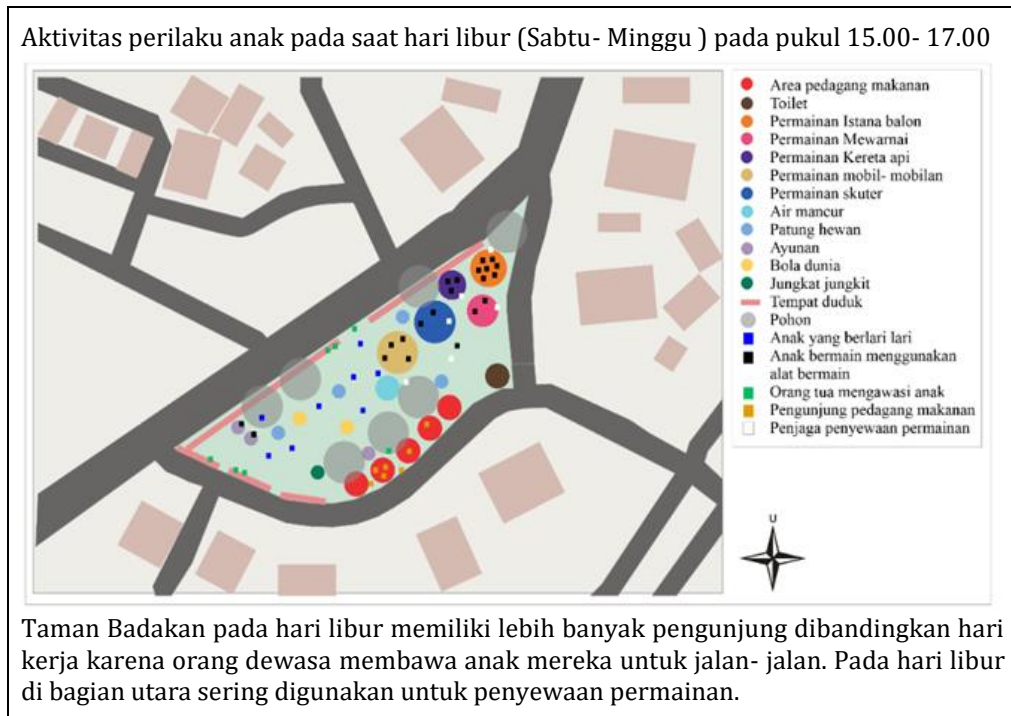 Aktivitas perilaku anak pada saat hari libur (Sabtu- Minggu ) pada pukul 15.00- 17.00
Area pedagang makanan
Toilet
Permainan Istana balon
Permainan Mewarnai
Permainan Kereta api
Permainan mobil- mobilan
Permainan skuter
Air mancur
Patung hewan
Ayunan
Bola dunia
Jungkat jungkit
Tempat duduk
Pohon
Anak yang berlari lari
Anak bermain menggunakan
alat bermain
Orang tua mengawasi anak
Pengunjung pedagang makanan
Penjaga penyewaan permainan
U
Taman Badakan pada hari libur memiliki lebih banyak pengunjung dibandingkan hari
kerja karena orang dewasa membawa anak mereka untuk jalan- jalan. Pada hari libur
di bagian utara sering digunakan untuk penyewaan permainan.